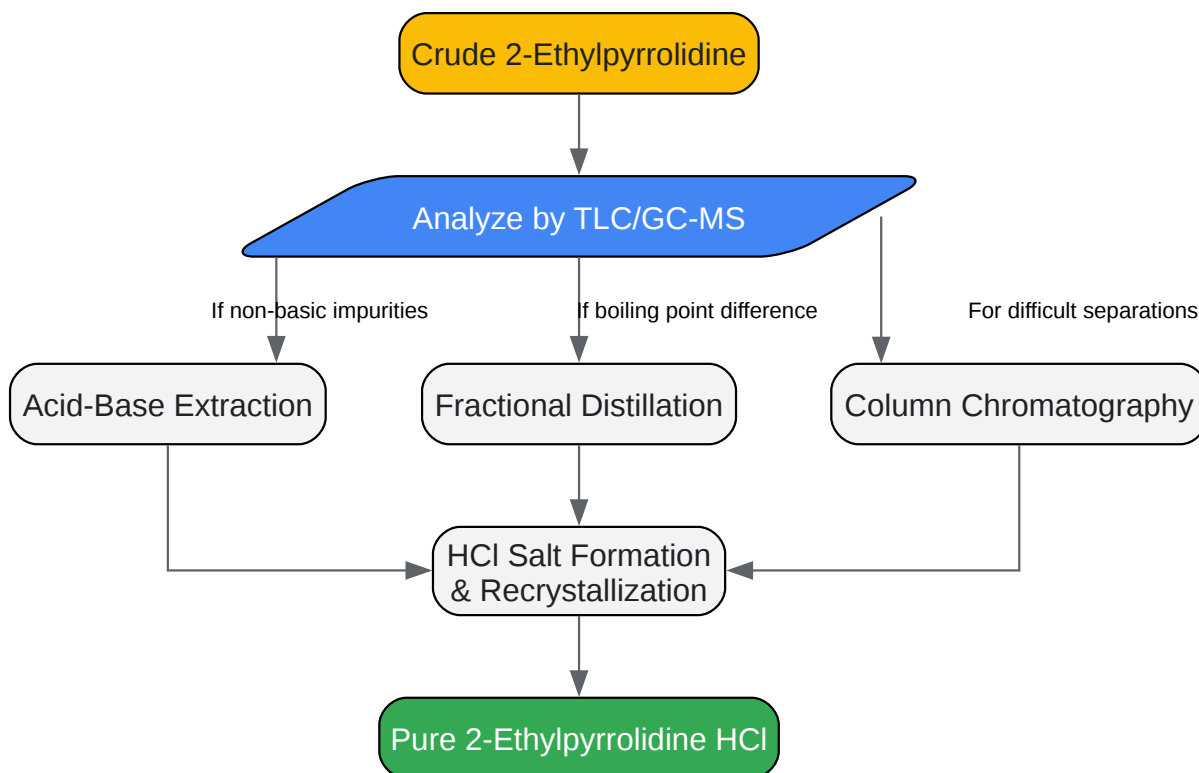 Crude 2-Ethylpyrrolidine
Analyze by TLC/GC-MS
If non-basic impurities
If boiling point difference
For difficult separations
Acid-Base Extraction
Fractional Distillation
Column Chromatography
HCl Salt Formation
& Recrystallization
Pure 2-Ethylpyrrolidine HCl